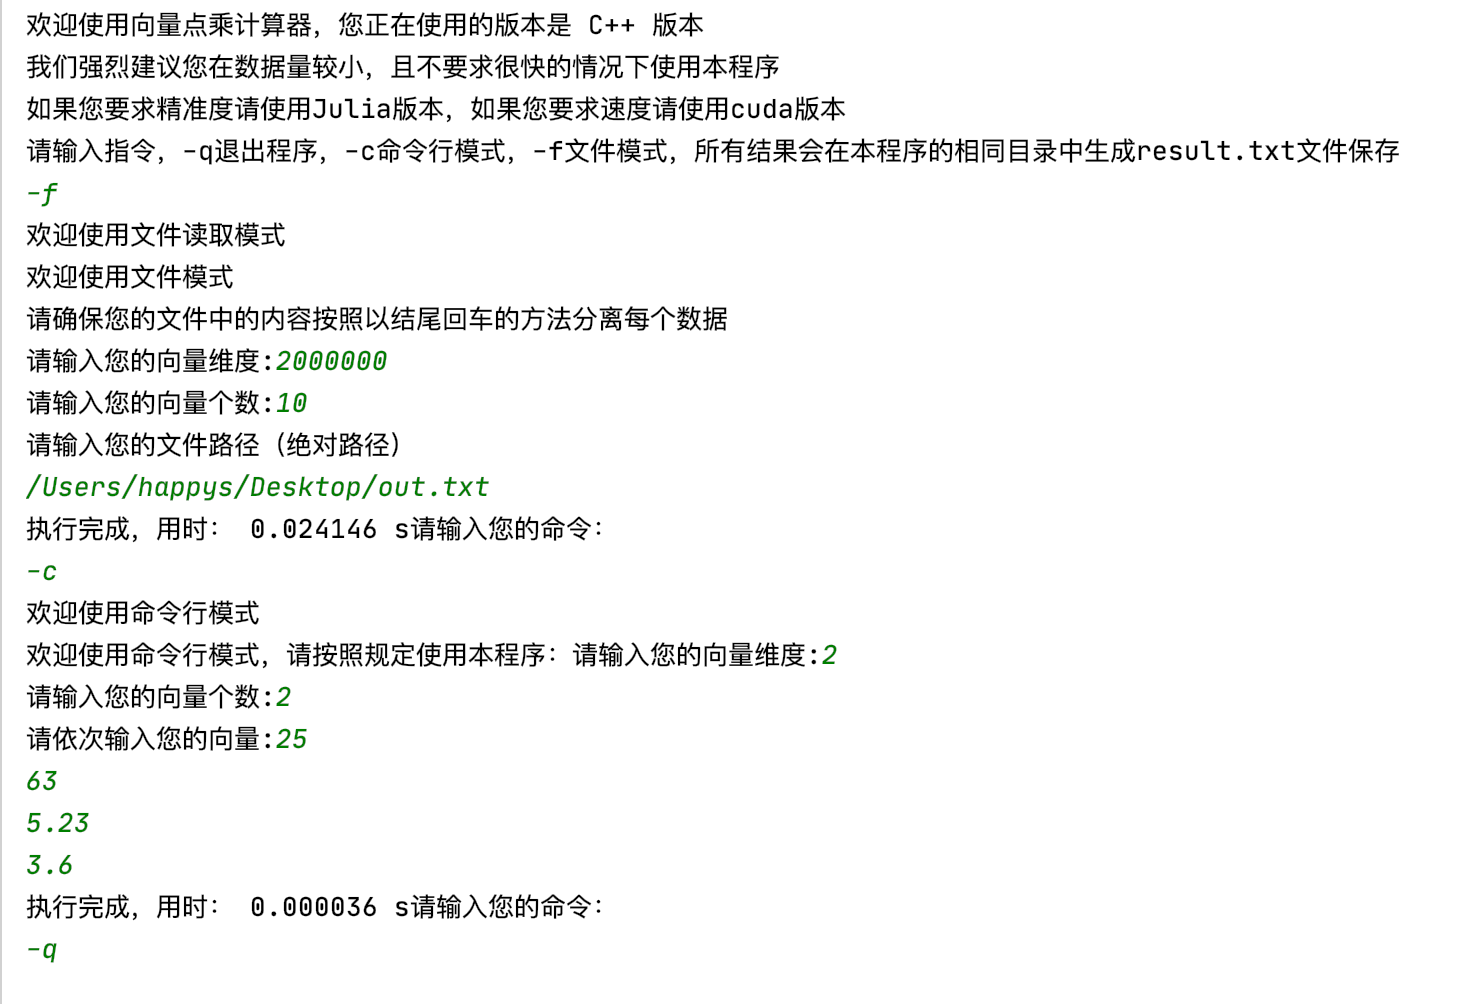 欢迎使用向量点乘计算器，您正在使用的版本是 C++ 版本
我们强烈建议您在数据量较小，且不要求很快的情况下使用本程序
如果您要求精准度请使用Julia版本，如果您要求速度请使用cuda版本
请输入指令，-q退出程序，-c命令行模式，-f文件模式，所有结果会在本程序的相同目录中生成result.txt文件保存
-f
欢迎使用文件读取模式
欢迎使用文件模式
请确保您的文件中的内容按照以结尾回车的方法分离每个数据
请输入您的向量维度:2000000
请输入您的向量个数:10
请输入您的文件路径（绝对路径）
/Users/happys/Desktop/out.txt
执行完成，用时： 0.024146 s请输入您的命令：
-c
欢迎使用命令行模式
欢迎使用命令行模式，请按照规定使用本程序：请输入您的向量维度:2
请输入您的向量个数:2
请依次输入您的向量:25
63
5.23
3.6
执行完成，用时： 0.000036 s请输入您的命令：
-q